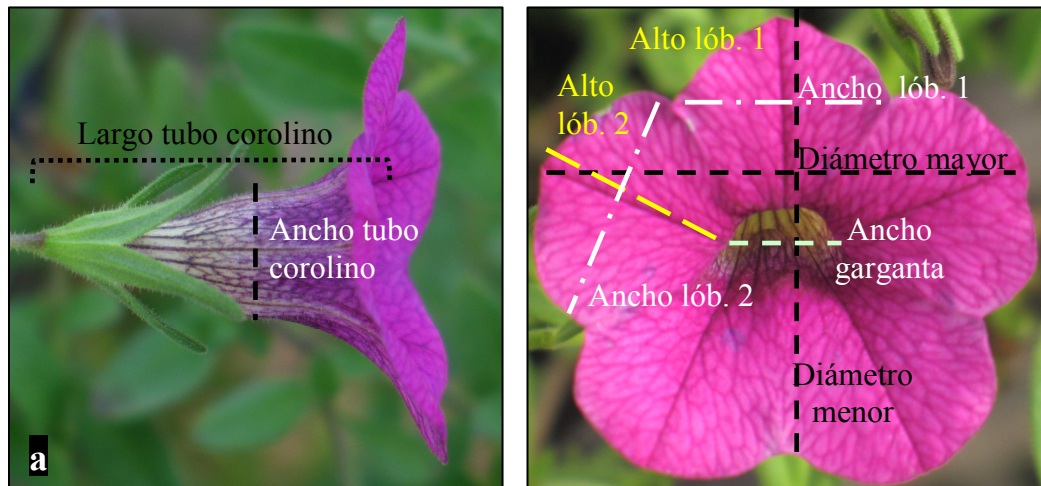 Largo tubo corolino
Ancho tubo
corolino
a
Alto lób. 1
Alto
lób. 2
Ancho lób. 1
Diámetro mayor
Ancho
garganta
Ancho lób. 2
Diámetro
menor